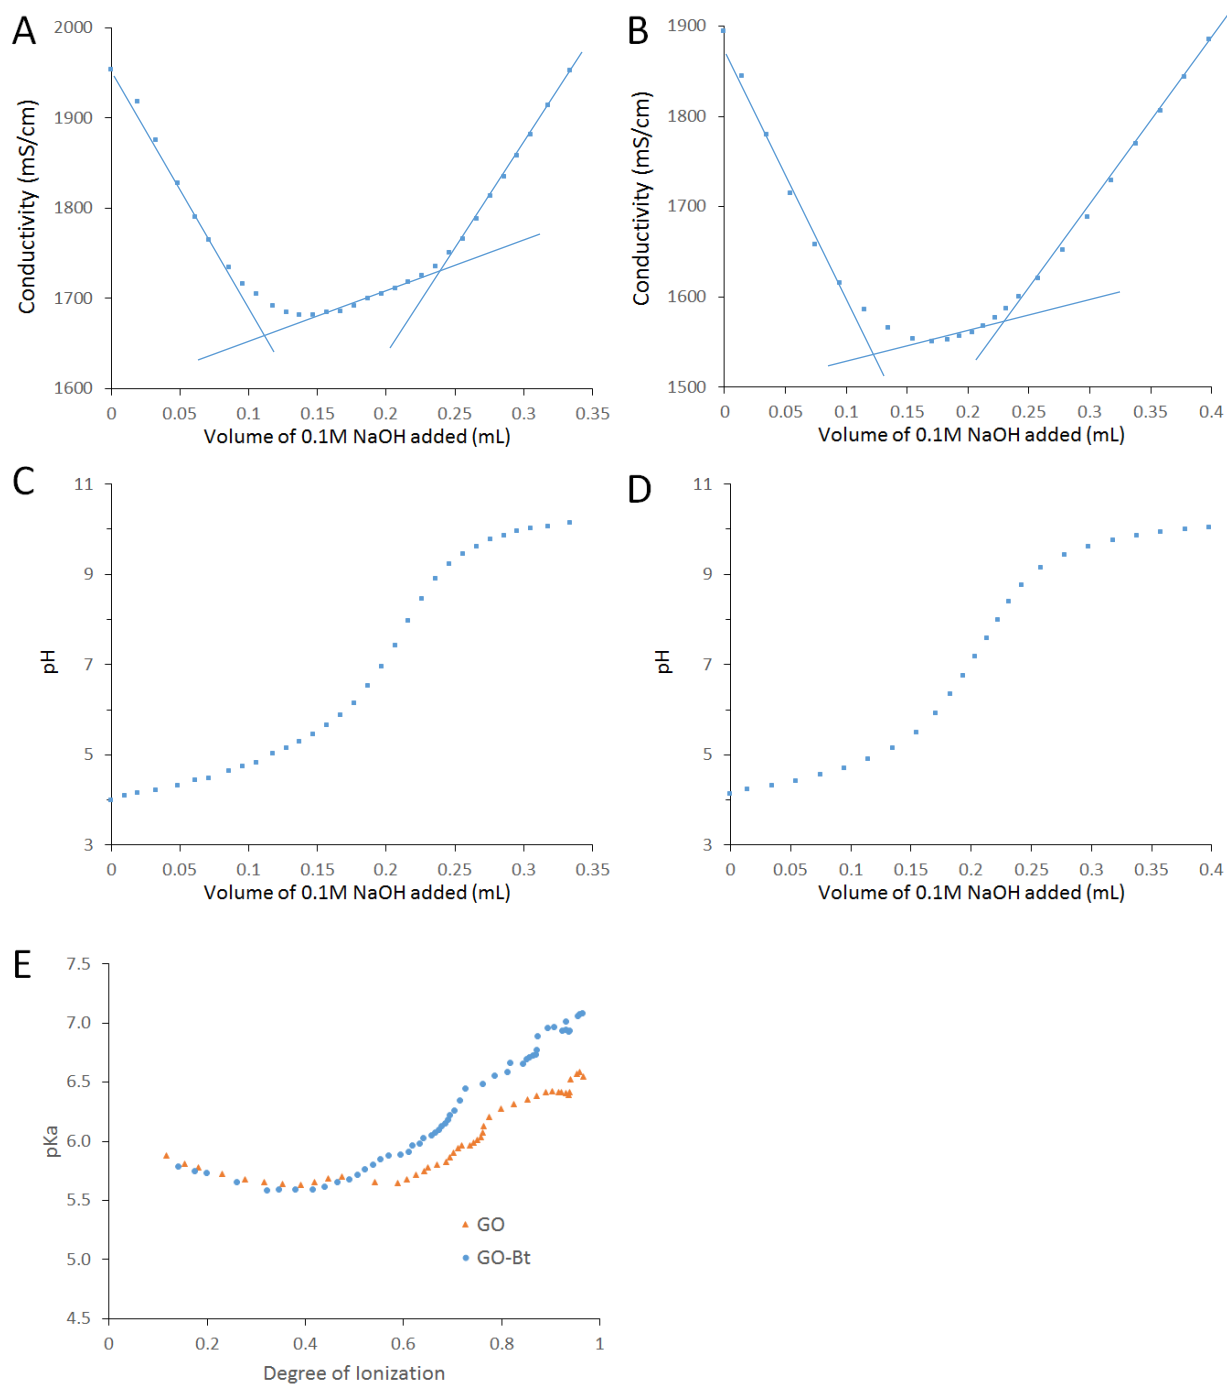 A
2000
1900
1800
1700
1600
Conductivity (mS/cm)
0 0.05 0.1 0.15 0.2 0.25 0.3 0.35
Volume of 0.1M NaOH added (mL)
B
1900
1800
1700
1600
1500
Conductivity (mS/cm)
0 0.05 0.1 0.15 0.2 0.25 0.3 0.35 0.4
Volume of 0.1M NaOH added (mL)
C
11
9
7
5
3
pH
0 0.05 0.1 0.15 0.2 0.25 0.3 0.35
Volume of 0.1M NaOH added (mL)
D
11
9
7
5
3
pH
0 0.05 0.1 0.15 0.2 0.25 0.3 0.35 0.4
Volume of 0.1M NaOH added (mL)
E
7.5
7.0
6.5
6.0
5.5
5.0
4.5
pKa
GO
GO-Bt
0 0.2 0.4 0.6 0.8 1
Degree of Ionization